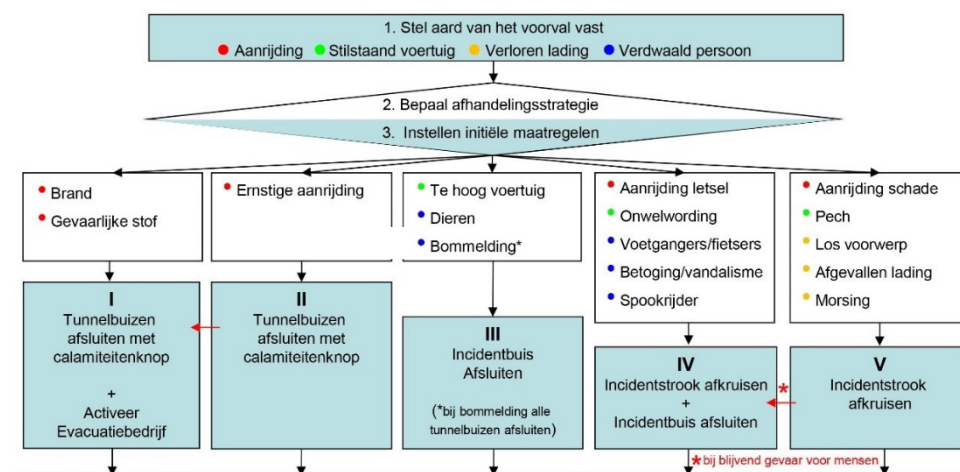 1. Stel aard van het voorval vast
Aanrijding Stilstaand voertuig Verloren lading Verdwaald persoon
2. Bepaal afhandelingsstrategie
3. Instellen initiële maatregelen
Brand
Gevaarlijke stof
Ernstige aanrijding
Te hoog voertuig
Dieren
Bommelding*
Aanrijding letsel
Onwelwording
Voetgangers/fietsers
Betoging/vandalisme
Spookrijder
Aanrijding schade
Pech
Los voorwerp
Afgevallen lading
Morsing
I
Tunnelbuizen
afsluiten met
calamiteitenknop
+
Activeer
Evacuatiebedrijf
II
Tunnelbuizen
afsluiten met
calamiteitenknop
III
Incidentbuis
Afsluiten
(*bij bommelding alle
tunnelbuizen afsluiten)
IV
Incidentstrook afkruisen
+
Incidentbuis afsluiten
*
V
Incidentstrook
afkruisen
*bij blijvend gevaar voor mensen